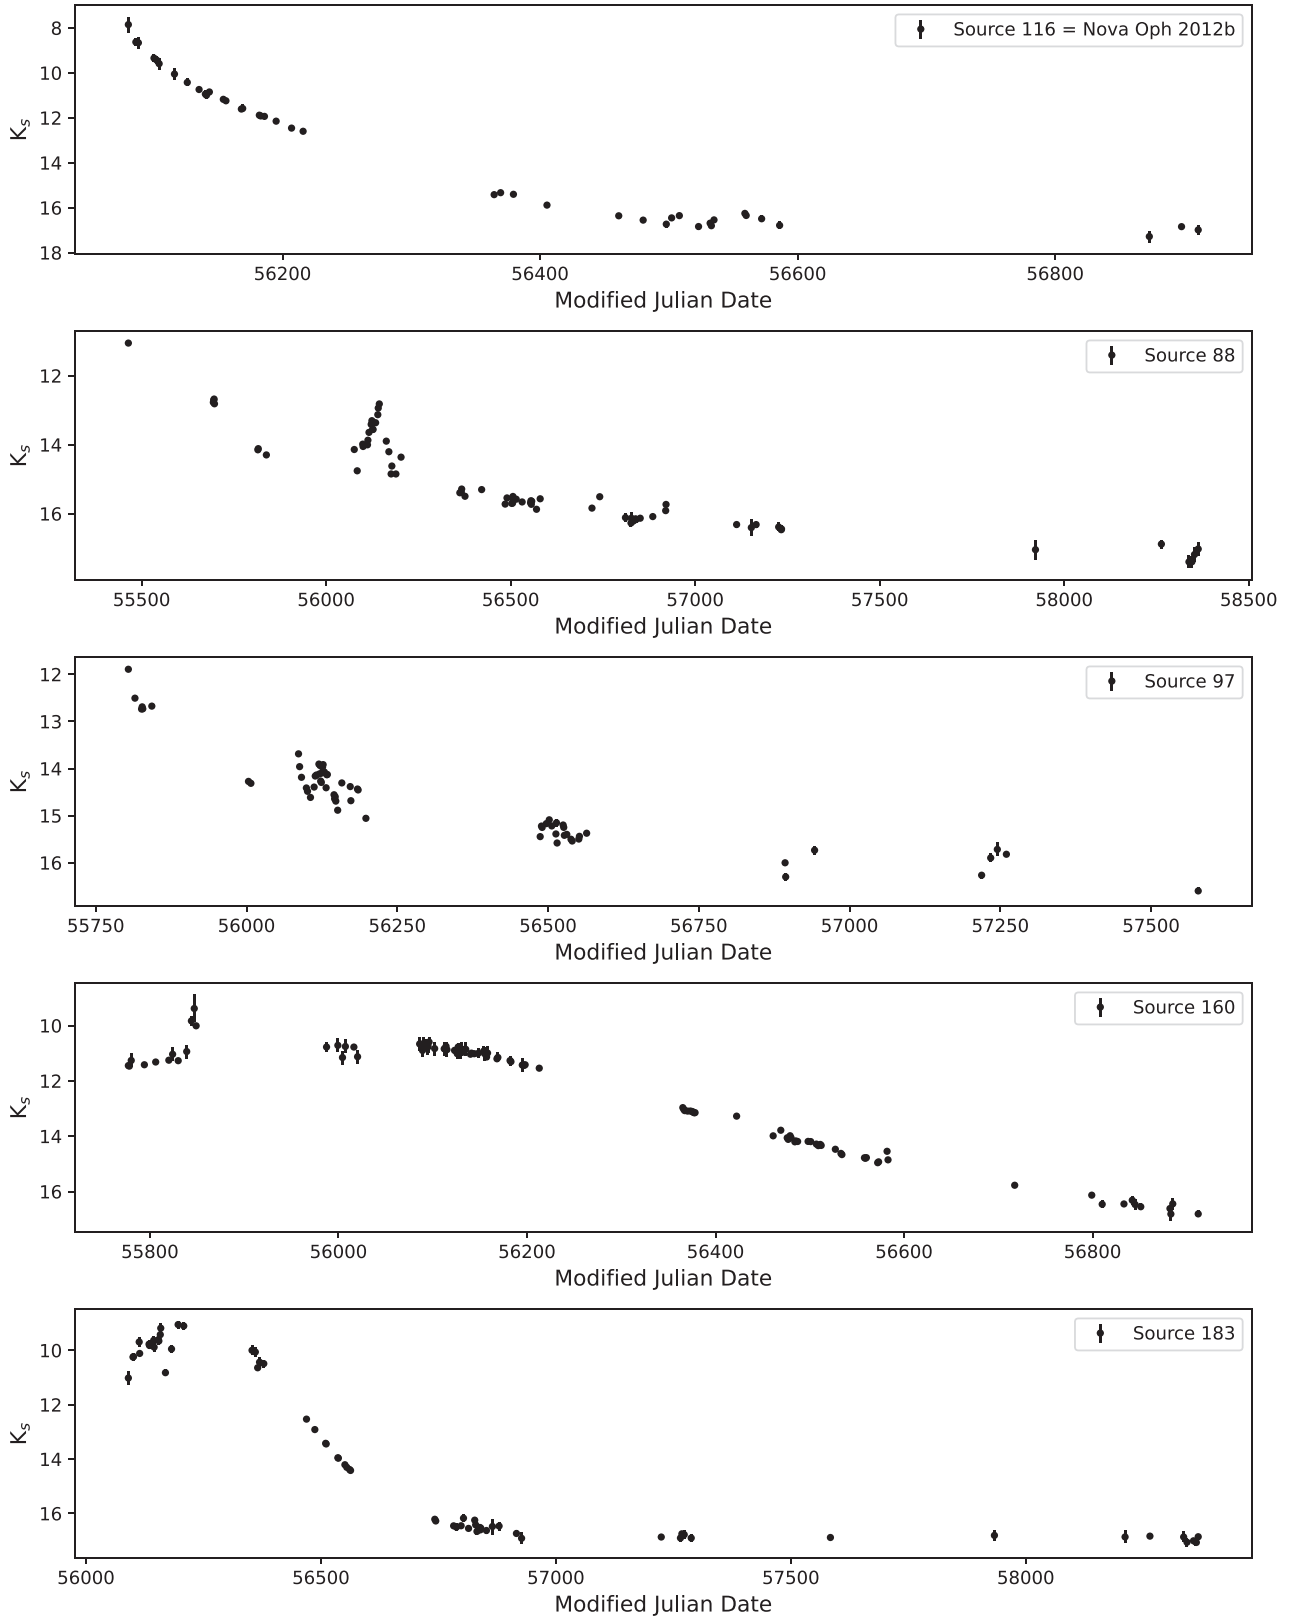 Source 116 = Nova Oph 2012b
K_s
8
10
12
14
16
18
56200 56400 56600 56800
Modified Julian Date
Source 88
K_s
12
14
16
55500 56000 56500 57000 57500 58000 58500
Modified Julian Date
Source 97
K_s
12
13
14
15
16
55750 56000 56250 56500 56750 57000 57250 57500
Modified Julian Date
Source 160
K_s
10
12
14
16
55800 56000 56200 56400 56600 56800
Modified Julian Date
Source 183
K_s
10
12
14
16
56000 56500 57000 57500 58000
Modified Julian Date